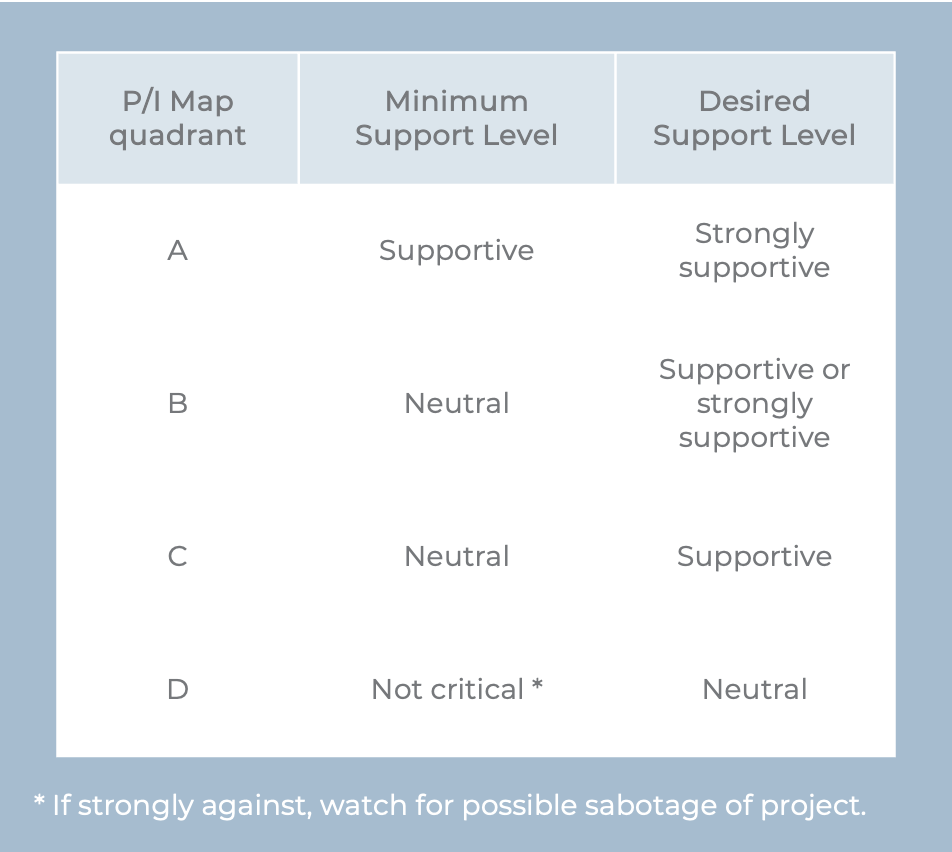 P/I Map
quadrant
Minimum
Support Level
Desired
Support Level
A
Supportive
Strongly
supportive
B
Neutral
Supportive or
strongly
supportive
C
Neutral
Supportive
D
Not critical *
Neutral
* If strongly against, watch for possible sabotage of project.